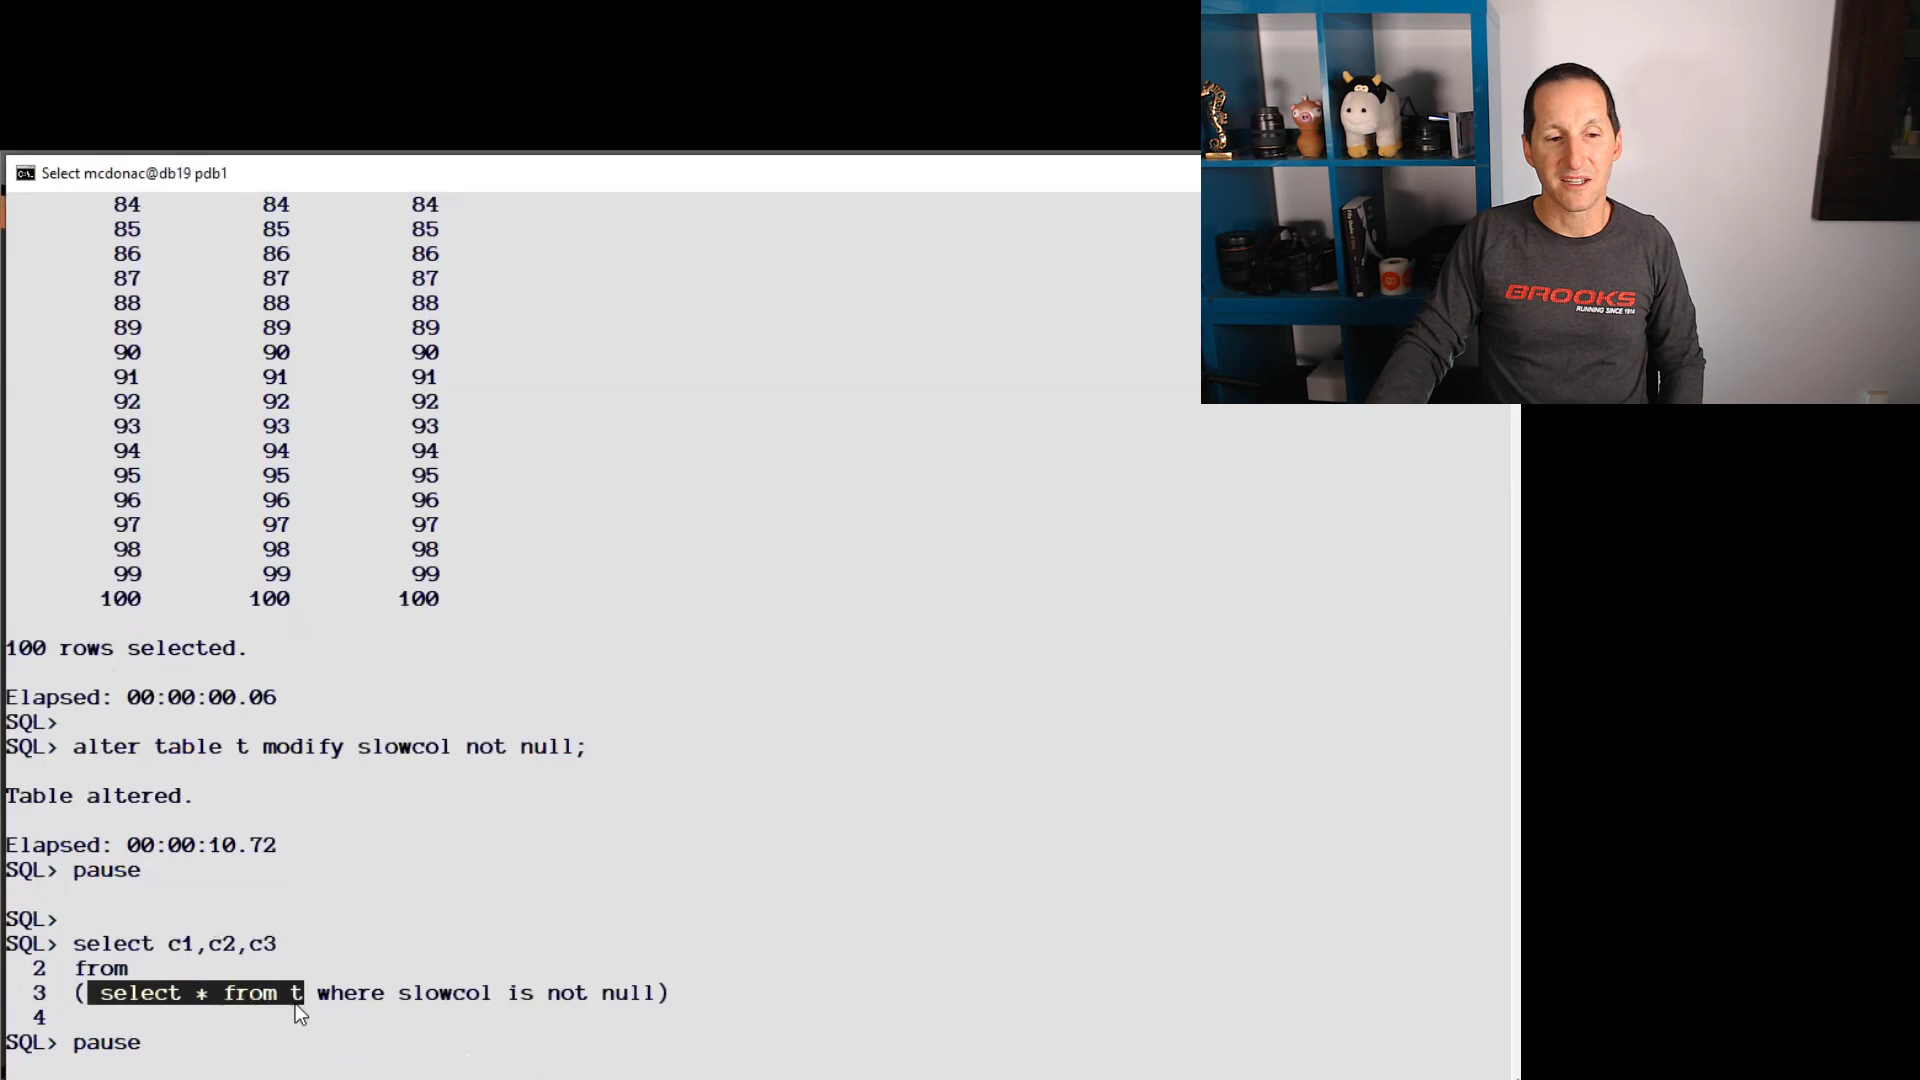 Select mcdonac@db19 pdb1
84 84 84
85 85 85
86 86 86
87 87 87
88 88 88
89 89 89
90 90 90
91 91 91
92 92 92
93 93 93
94 94 94
95 95 95
96 96 96
97 97 97
98 98 98
99 99 99
100 100 100
100 rows selected.
Elapsed: 00:00:00.06
SQL>
SQL> alter table t modify slowcol not null;
Table altered.
Elapsed: 00:00:10.72
SQL> pause
SQL>
SQL> select c1,c2,c3
2 from
3 ( select * from t where slowcol is not null)
4
SQL> pause
BROOKS
RUNNING SINCE 1914